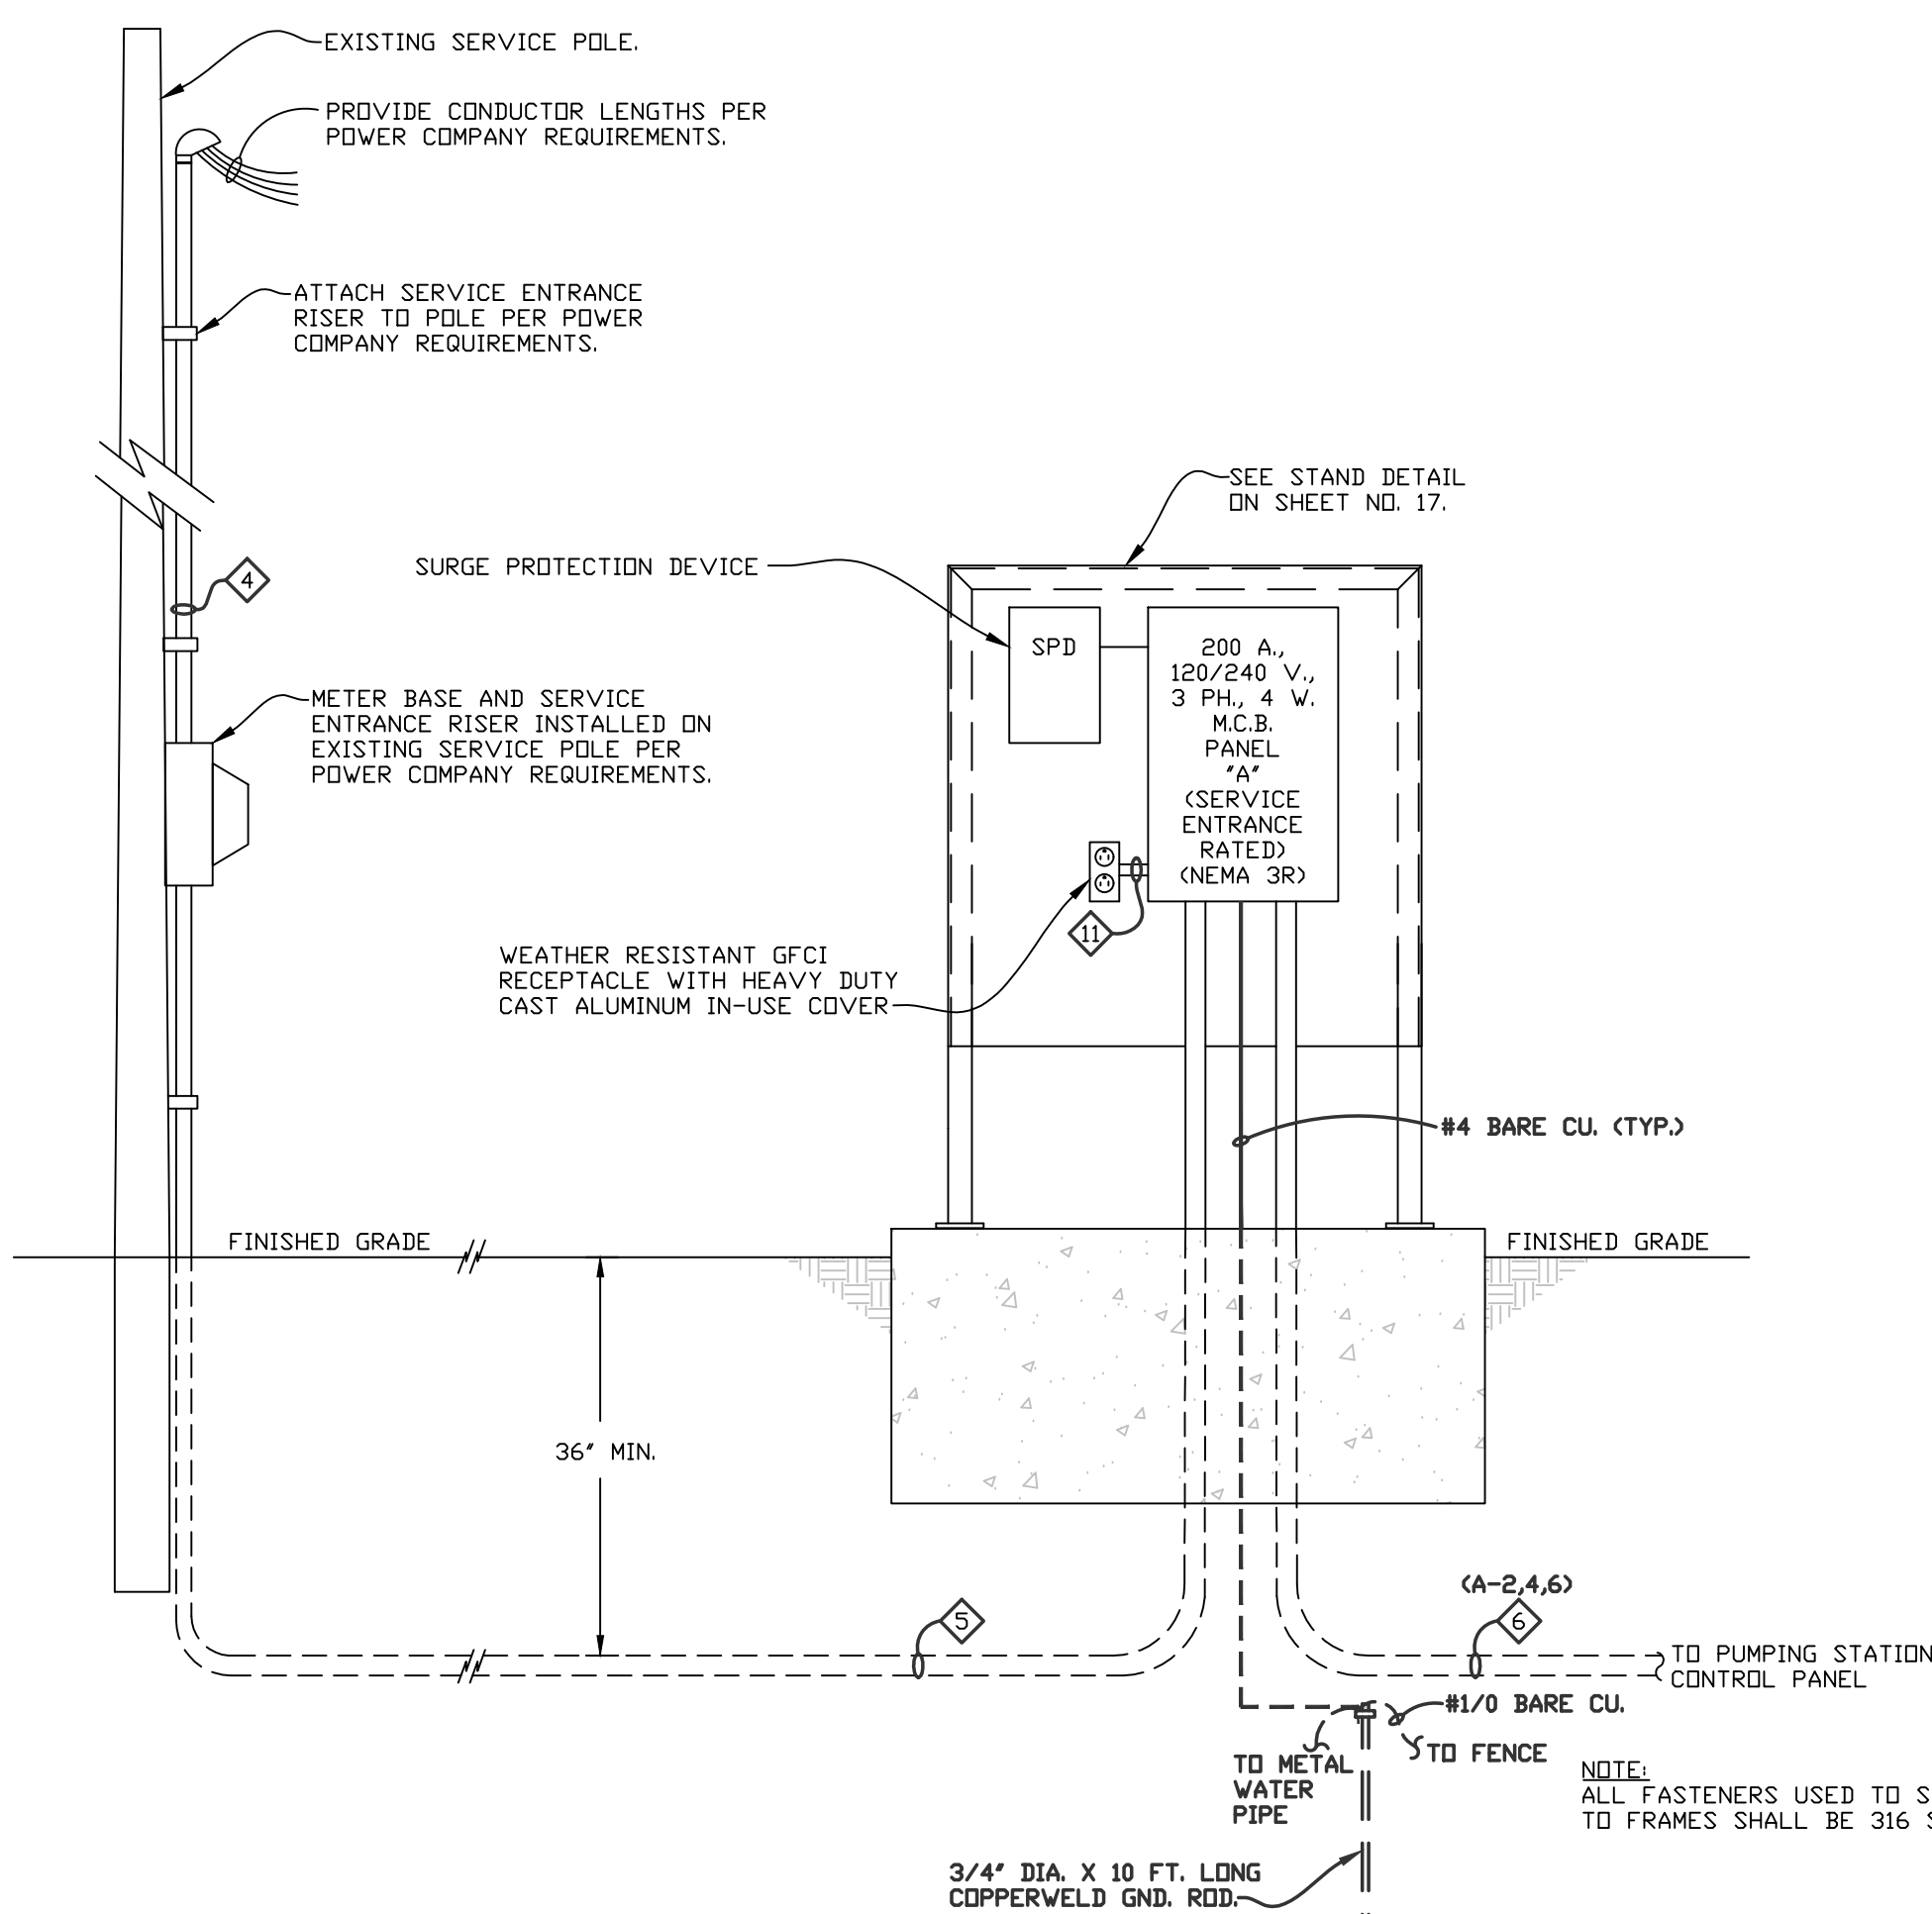 EXISTING SERVICE POLE.
PROVIDE CONDUCTOR LENGTHS PER
POWER COMPANY REQUIREMENTS.
ATTACH SERVICE ENTRANCE
RISER TO POLE PER POWER
COMPANY REQUIREMENTS.
SEE STAND DETAIL
ON SHEET NO. 17.
SURGE PROTECTION DEVICE
4
SPD
200 A.,
120/240 V.,
3 PH., 4 W.
M.C.B.
PANEL
"A"
(SERVICE
ENTRANCE
RATED)
(NEMA 3R)
METER BASE AND SERVICE
ENTRANCE RISER INSTALLED ON
EXISTING SERVICE POLE PER
POWER COMPANY REQUIREMENTS.
11
WEATHER RESISTANT GFCI
RECEPTACLE WITH HEAVY DUTY
CAST ALUMINUM IN-USE COVER
#4 BARE CU. (TYP.)
FINISHED GRADE
FINISHED GRADE
36" MIN.
(A-2,4,6)
5
6
TO PUMPING STATION
CONTROL PANEL
#1/0 BARE CU.
TO FENCE
TO METAL
WATER
PIPE
NOTE:
ALL FASTENERS USED TO S
TO FRAMES SHALL BE 316 S
3/4" DIA. X 10 FT. LONG
COPPERWELD GND. ROD.